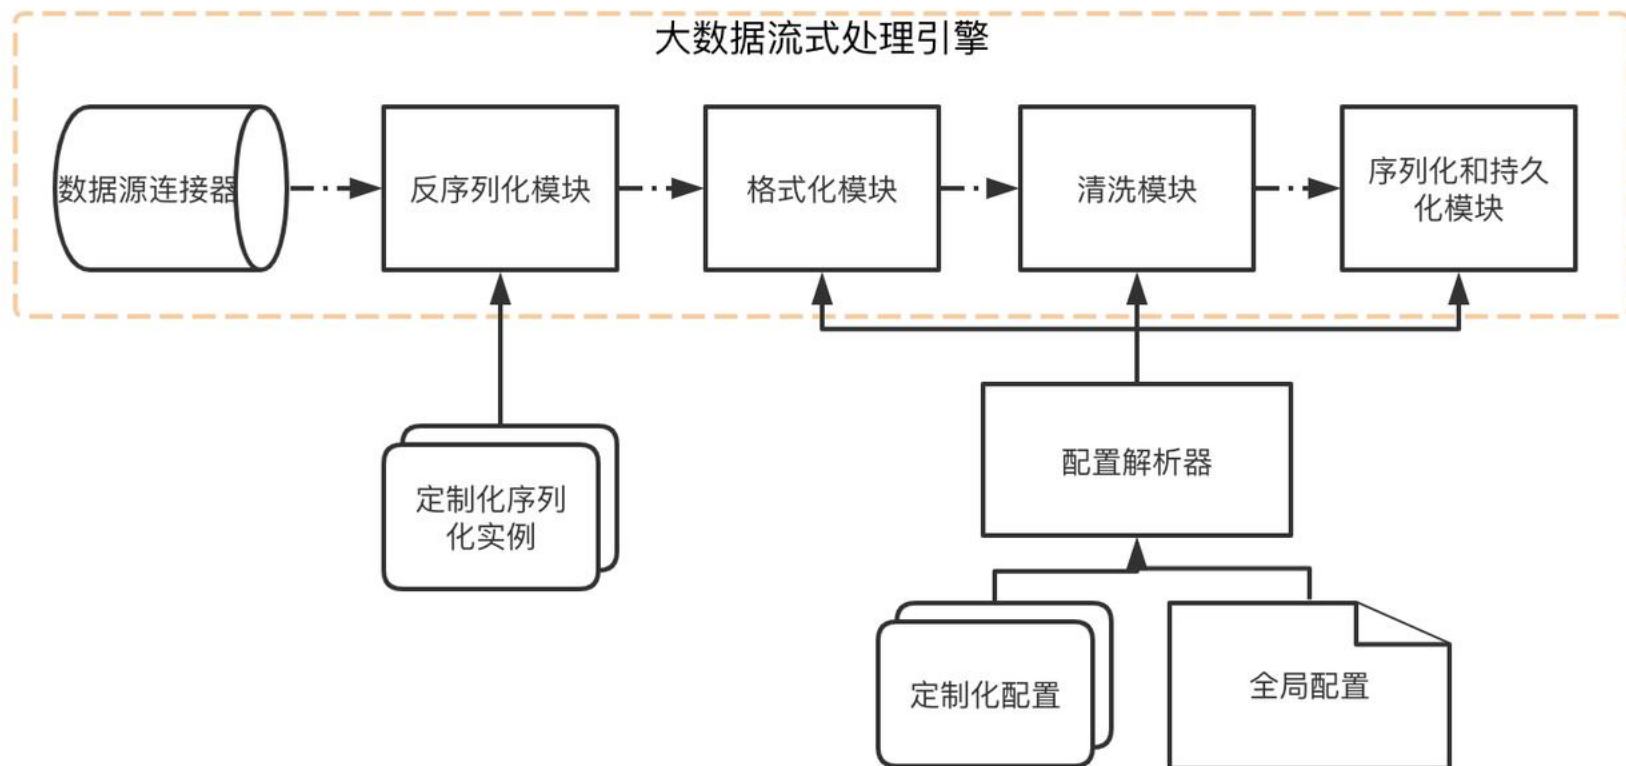 大数据流式处理引擎
数据源连接器
反序列化模块
格式化模块
清洗模块
序列化和持久
化模块
配置解析器
定制化序列
化实例
定制化配置
全局配置